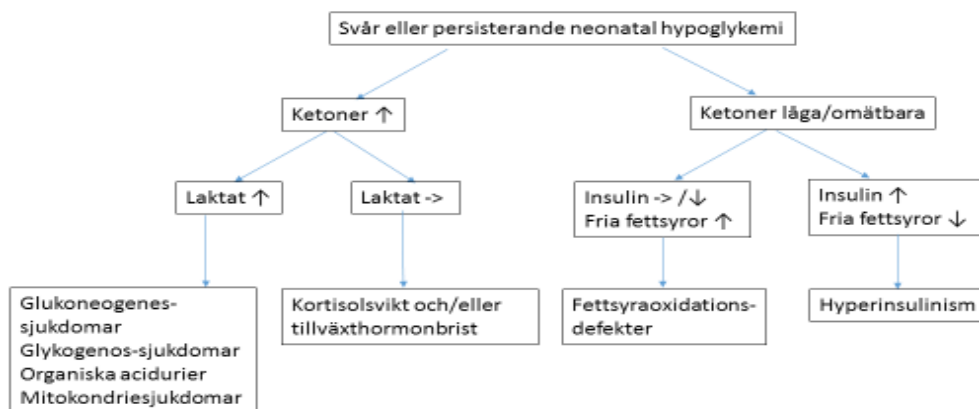 Svår eller persisterande neonatal hypoglykemi
Ketoner ↑
Ketoner låga/omätbara
Laktat ↑
Laktat ->
Insulin -> /↓
Fria fettsyror ↑
Insulin ↑
Fria fettsyror ↓
Glukoneogenes-
sjukdomar
Glykogenos-sjukdomar
Organiska acidurier
Mitokondriesjukdomar
Kortisolsvikt och/eller
tillväxthormonbrist
Fettsyraoxidations-
defekter
Hyperinsulinism